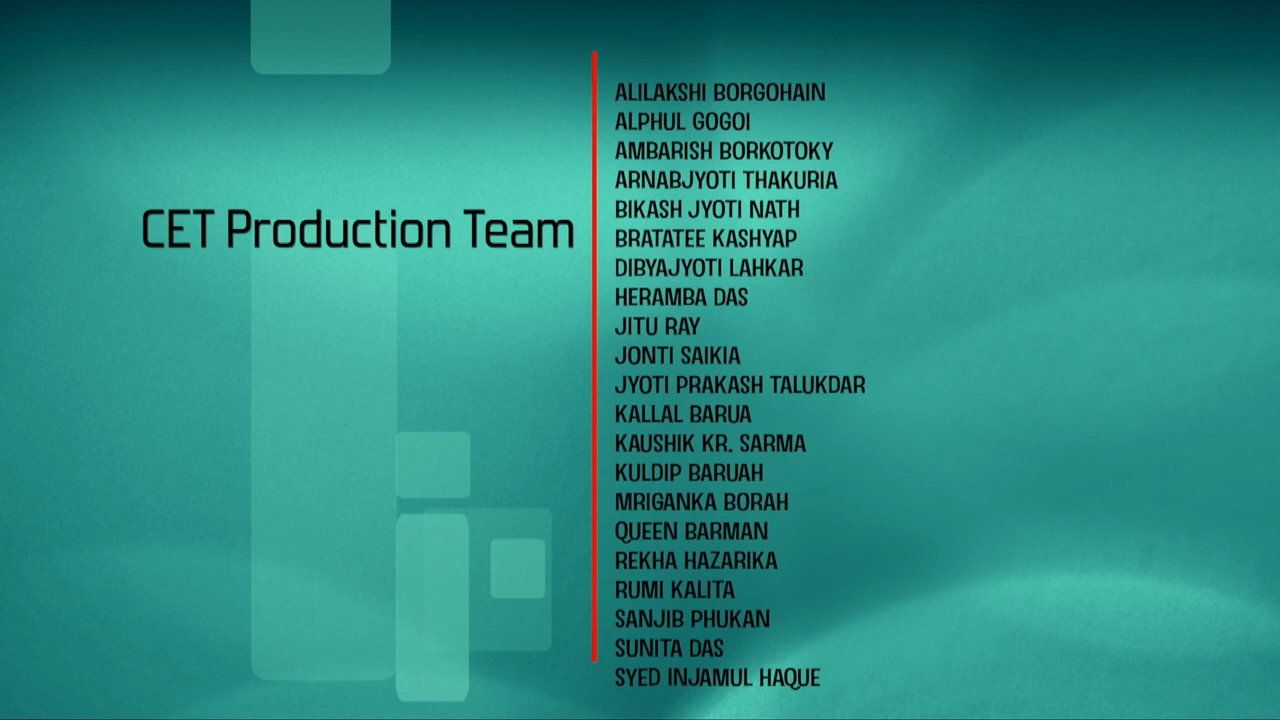 CET Production Team
ALILAKSHI BORGOHAIN
ALPHUL GOGOI
AMBARISH BORKOTOKY
ARNABJYOTI THAKURIA
BIKASH JYOTI NATH
BRATATEE KASHYAP
DIBYAJYOTI LAHKAR
HERAMBA DAS
JITU RAY
JONTI SAIKIA
JYOTI PRAKASH TALUKDAR
KALLAL BARUA
KAUSHIK KR. SARMA
KULDIP BARUAH
MRIGANKA BORAH
QUEEN BARMAN
REKHA HAZARIKA
RUMI KALITA
SANJIB PHUKAN
SUNITA DAS
SYED INJAMUL HAQUE